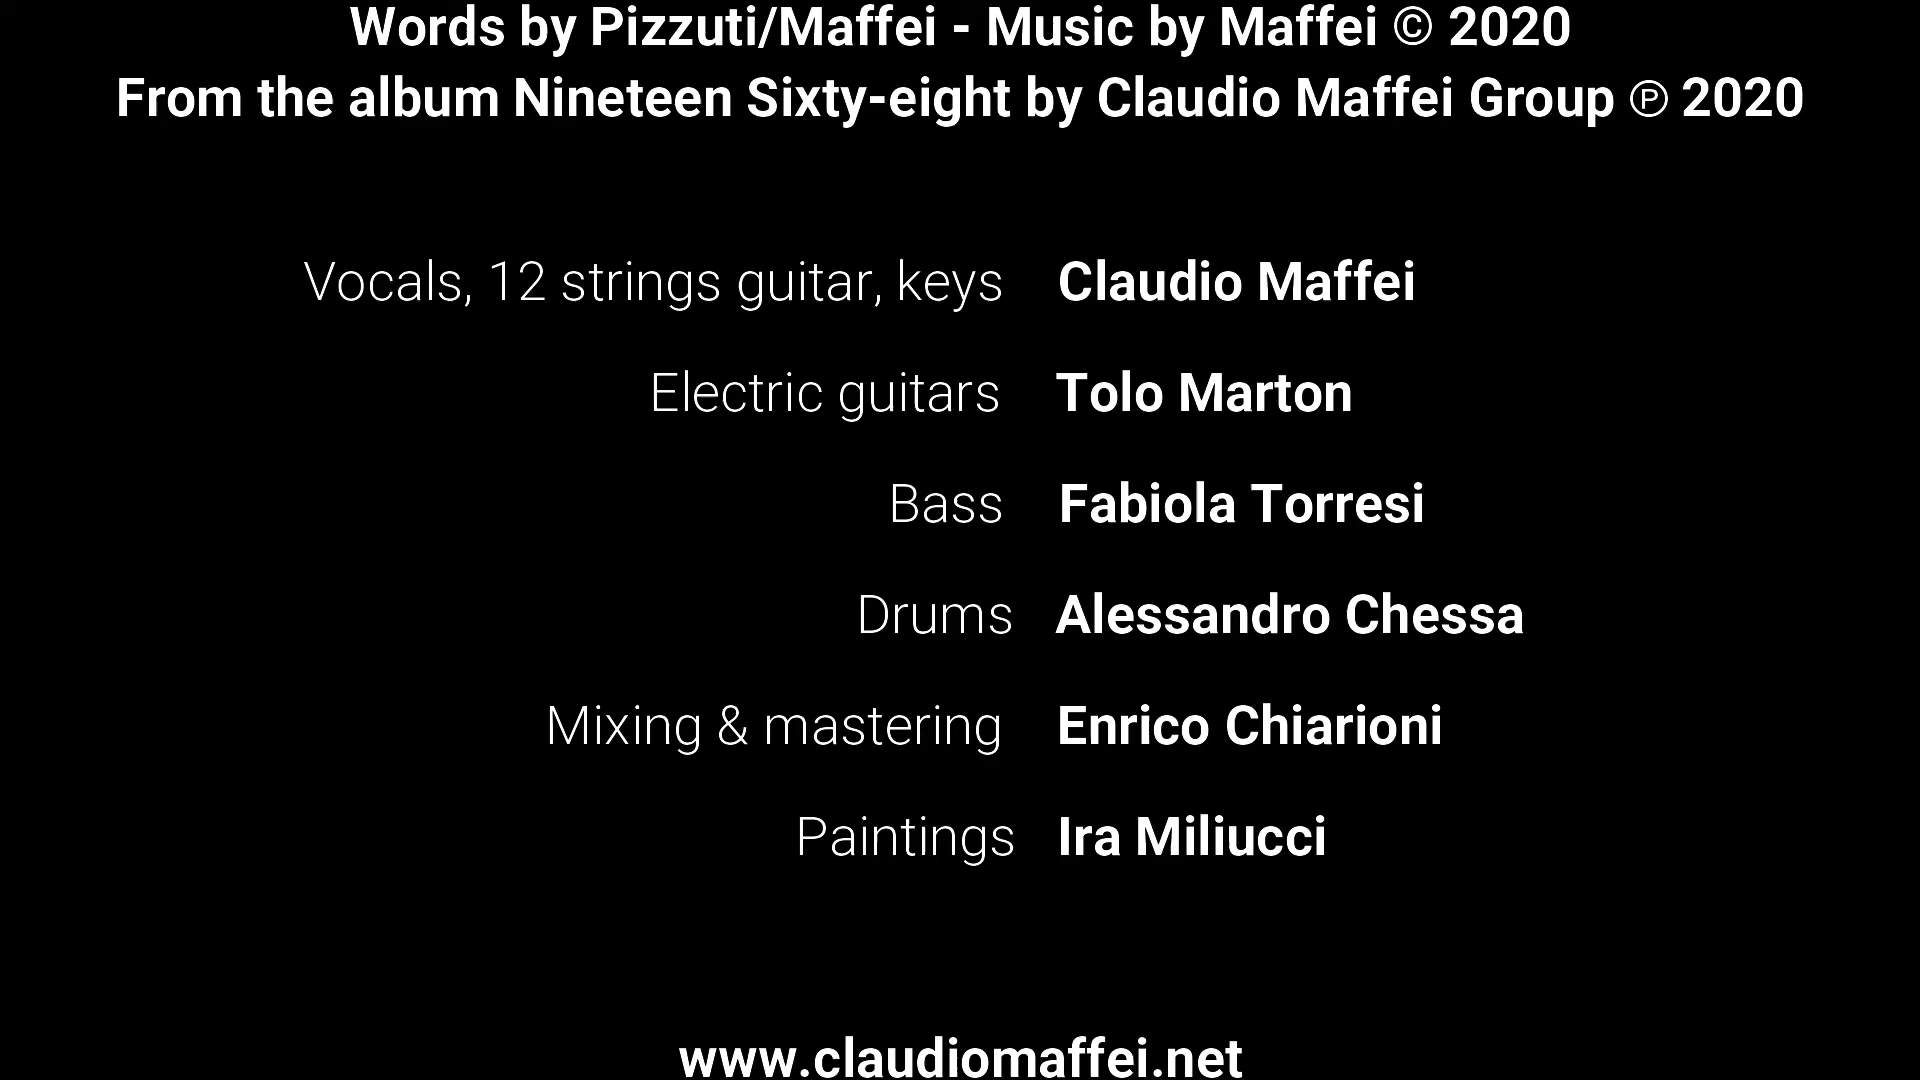 Words by Pizzuti/Maffei - Music by Maffei © 2020
From the album Nineteen Sixty-eight by Claudio Maffei Group ℗ 2020
Vocals, 12 strings guitar, keys Claudio Maffei
Electric guitars Tolo Marton
Bass Fabiola Torresi
Drums Alessandro Chessa
Mixing & mastering Enrico Chiarioni
Paintings Ira Miliucci
www.claudiomaffei.net